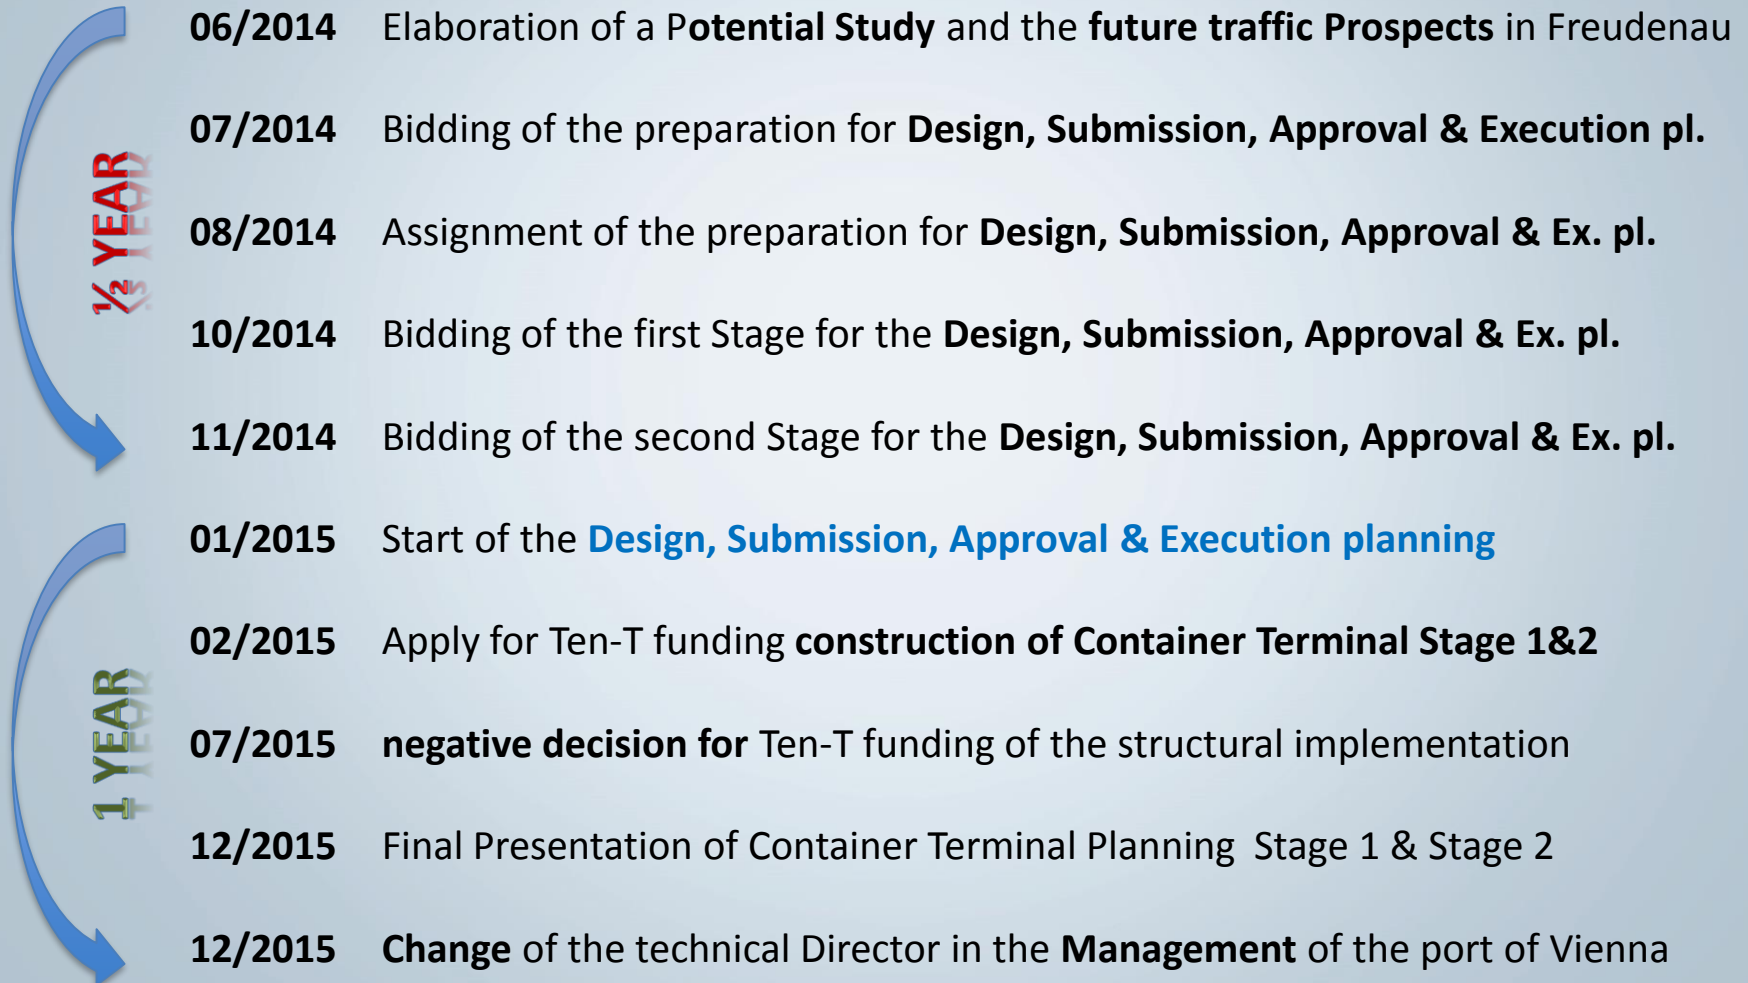 06/2014 Elaboration of a Potential Study and the future traffic Prospects in Freudenau
07/2014 Bidding of the preparation for Design, Submission, Approval & Execution pl.
08/2014 Assignment of the preparation for Design, Submission, Approval & Ex. pl.
10/2014 Bidding of the first Stage for the Design, Submission, Approval & Ex. pl.
11/2014 Bidding of the second Stage for the Design, Submission, Approval & Ex. pl.
½ YEAR
01/2015 Start of the Design, Submission, Approval & Execution planning
02/2015 Apply for Ten-T funding construction of Container Terminal Stage 1&2
07/2015 negative decision for Ten-T funding of the structural implementation
12/2015 Final Presentation of Container Terminal Planning Stage 1 & Stage 2
12/2015 Change of the technical Director in the Management of the port of Vienna
1 YEAR